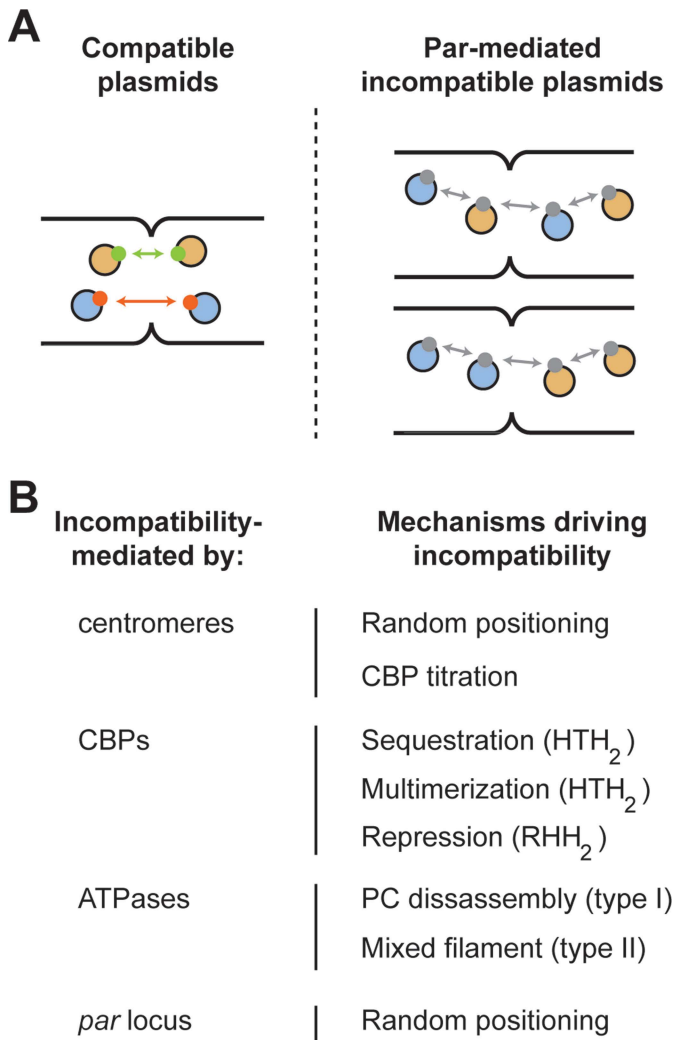 A
Compatible
plasmids
Par-mediated
incompatible plasmids
B
Incompatibility-
mediated by:
Mechanisms driving
incompatibility
centromeres
Random positioning
CBP titration
CBPs
Sequestration (HTH₂)
Multimerization (HTH₂)
Repression (RHH₂)
ATPases
PC dissassembly (type I)
Mixed filament (type II)
par locus
Random positioning